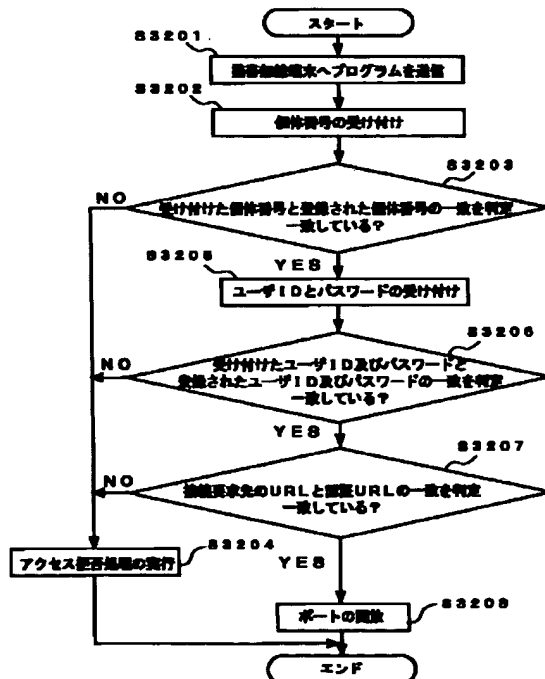 スタート
S3201
へプログラムを送信
S3202
個体番号の受け付け
S3203
受け付けた個体番号と登録された個体番号の一致を判定
一致している?
NO
YES
S3205
ユーザIDとパスワードの受け付け
S3206
受け付けたユーザID及びパスワードと
登録されたユーザID及びパスワードの一致を判定
一致している?
NO
YES
S3207
接続要求先のURLと認証URLの一致を判定
一致している?
NO
YES
S3204
アクセス拒否処理の実行
S3208
ポートの開放
エンド